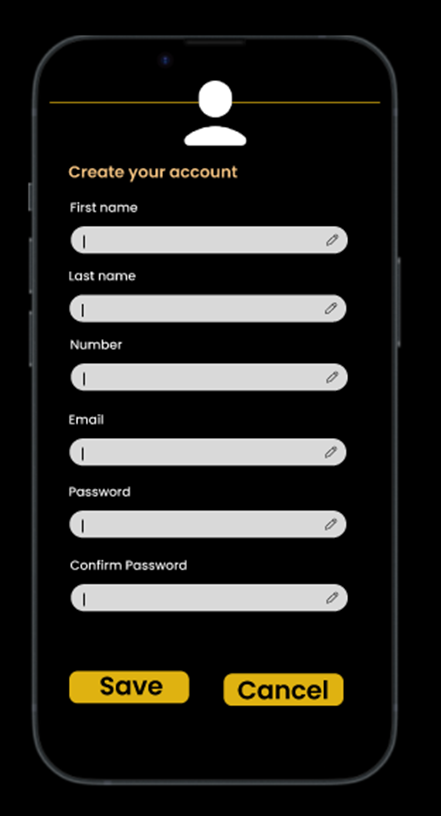 Create your account
First name
Last name
Number
Email
Password
Confirm Password
Save
Cancel